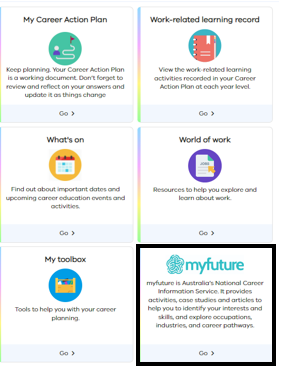 My Career Action Plan
Keep planning. Your Career Action Plan
is a working document. Don't forget to
review and reflect on your answers and
update it as things change
Go >
Work-related learning record
View the work-related learning
activities recorded in your Career
Action Plan at each year level.
Go >
What's on
Find out about important dates and
upcoming career education events and
activities.
Go >
World of work
Resources to help you explore and
learn about work.
Go >
My toolbox
Tools to help you with your career
planning.
Go >
myfuture
myfuture is Australia's National Career
Information Service. It provides
activities, case studies and articles to
help you to identify your interests and
skills, and explore occupations,
industries, and career pathways.
Go >